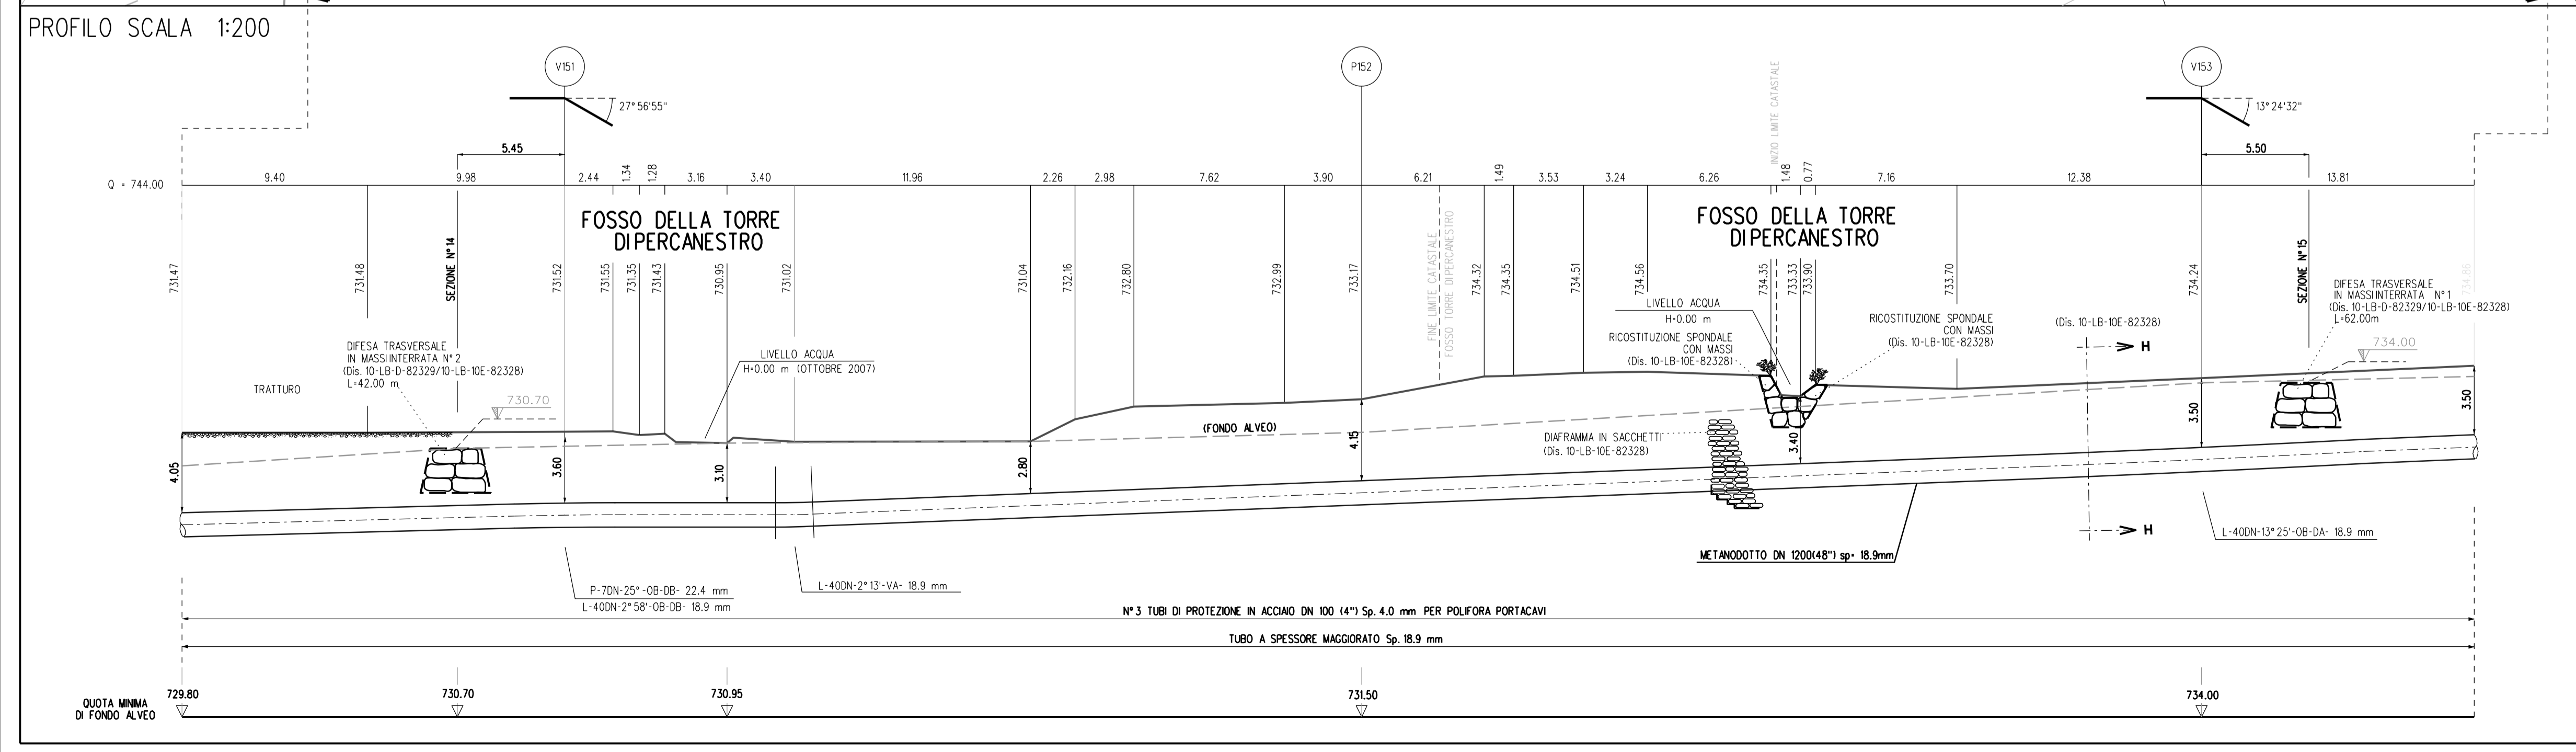 PROFILO SCALA 1:200
V151
P152
V153
27°56'55"
13°24'32"
INIZIO LIMITE CATASTALE
5.45
5.50
Q = 744.00
9.40
9.98
2.44
1.34
1.28
3.16
3.40
11.96
2.26
2.98
7.62
3.90
6.21
1.49
3.53
3.24
6.26
1.48
0.77
7.16
12.38
13.81
FOSSO DELLA TORRE
DI PERCANESTRO
FOSSO DELLA TORRE
DI PERCANESTRO
731.47
731.48
SEZIONE N°14
731.52
731.55
731.35
731.43
730.95
731.02
731.04
732.16
732.80
732.99
733.17
FINE LIMITE CATASTALE
FOSSO TORRE DI PERCANESTRO
734.32
734.35
734.51
734.56
734.35
733.33
733.90
733.70
734.24
SEZIONE N°15
734.86
DIFESA TRASVERSALE
IN MASSI INTERRATA N°2
(Dis. 10-LB-D-82329/10-LB-10E-82328)
L=42.00 m
TRATTURO
730.70
LIVELLO ACQUA
H=0.00 m (OTTOBRE 2007)
(FONDO ALVEO)
LIVELLO ACQUA
H=0.00 m
RICOSTITUZIONE SPONDALE
CON MASSI
(Dis. 10-LB-10E-82328)
RICOSTITUZIONE SPONDALE
CON MASSI
(Dis. 10-LB-10E-82328)
DIAFRAMMA IN SACCHETTI
(Dis. 10-LB-10E-82328)
(Dis. 10-LB-10E-82328)
H
H
DIFESA TRASVERSALE
IN MASSI INTERRATA N°1
(Dis. 10-LB-D-82329/10-LB-10E-82328)
L=62.00m
734.00
4.05
3.60
3.10
2.80
4.15
3.40
3.50
3.50
P-7DN-25°-OB-DB- 22.4 mm
L-40DN-2°58'-OB-DB- 18.9 mm
L-40DN-2°13'-VA- 18.9 mm
METANODOTTO DN 1200(48") sp= 18.9mm
L-40DN-13°25'-OB-DA- 18.9 mm
N°3 TUBI DI PROTEZIONE IN ACCIAIO DN 100 (4") Sp. 4.0 mm PER POLIFORA PORTACAVI
TUBO A SPESSORE MAGGIORATO Sp. 18.9 mm
QUOTA MINIMA
DI FONDO ALVEO
729.80
730.70
730.95
731.50
734.00